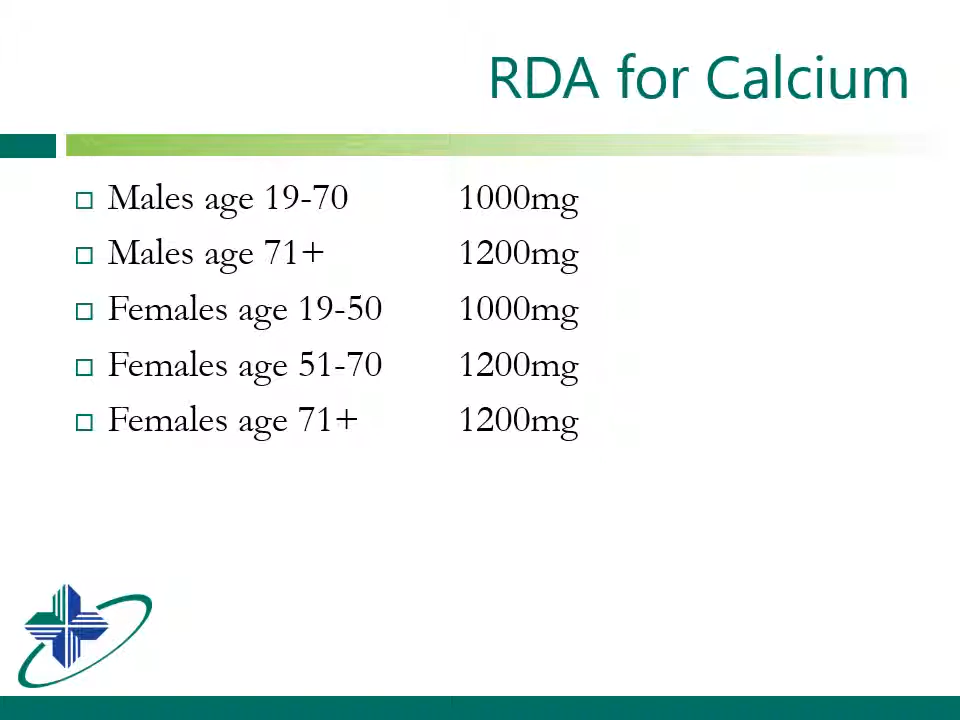 RDA for Calcium
Males age 19-70 1000mg
Males age 71+ 1200mg
Females age 19-50 1000mg
Females age 51-70 1200mg
Females age 71+ 1200mg